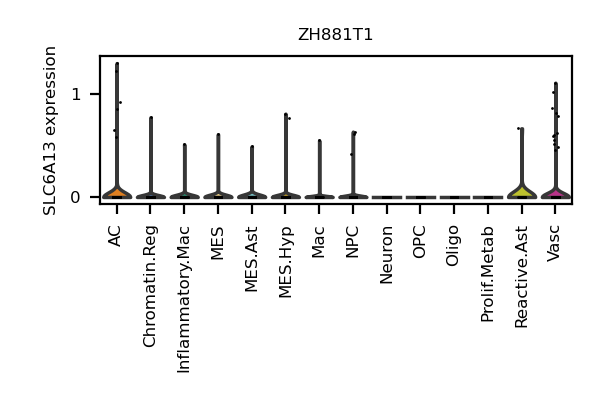 ZH881T1
SLC6A13 expression
1
0
AC
Chromatin.Reg
Inflammatory.Mac
MES
MES.Ast
MES.Hyp
Mac
NPC
Neuron
OPC
Oligo
Prolif.Metab
Reactive.Ast
Vasc